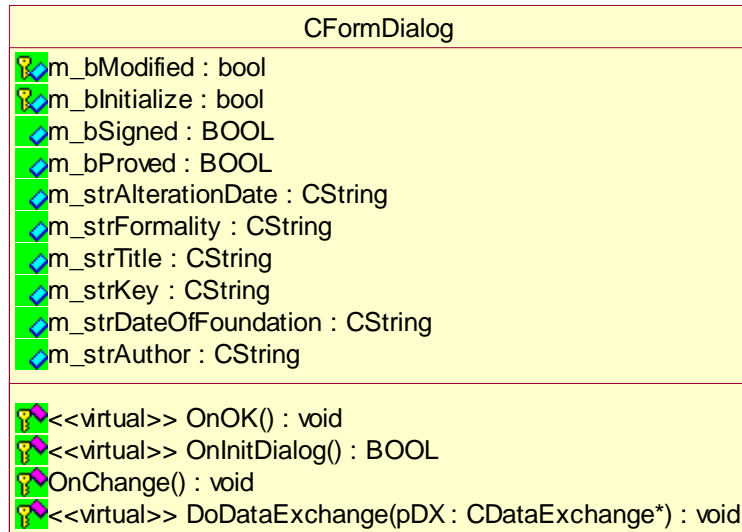 CFormDialog
m_bModified : bool
m_bInitialize : bool
m_bSigned : BOOL
m_bProved : BOOL
m_strAlterationDate : CString
m_strFormality : CString
m_strTitle : CString
m_strKey : CString
m_strDateOfFoundation : CString
m_strAuthor : CString
<<virtual>> OnOK() : void
<<virtual>> OnInitDialog() : BOOL
OnChange() : void
<<virtual>> DoDataExchange(pDX : CDataExchange*) : void